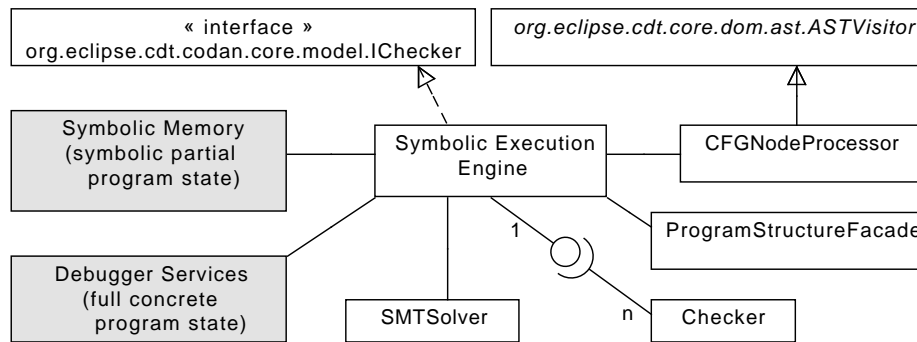 « interface »
org.eclipse.cdt.codan.core.model.IChecker
org.eclipse.cdt.core.dom.ast.ASTVisitor
Symbolic Memory
(symbolic partial
program state)
Symbolic Execution
Engine
CFGNodeProcessor
ProgramStructureFacade
Debugger Services
(full concrete
program state)
SMTSolver
1
n
Checker